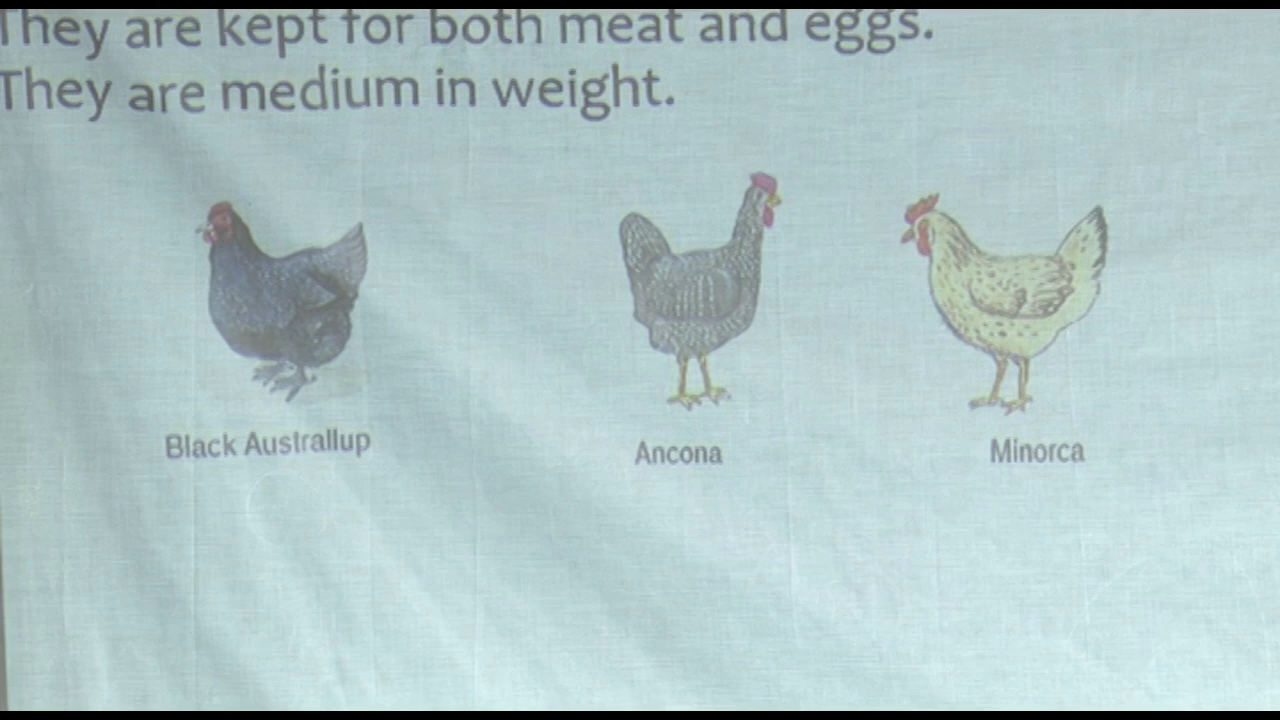 They are kept for both meat and eggs.
They are medium in weight.
Black Australlup
Ancona
Minorca